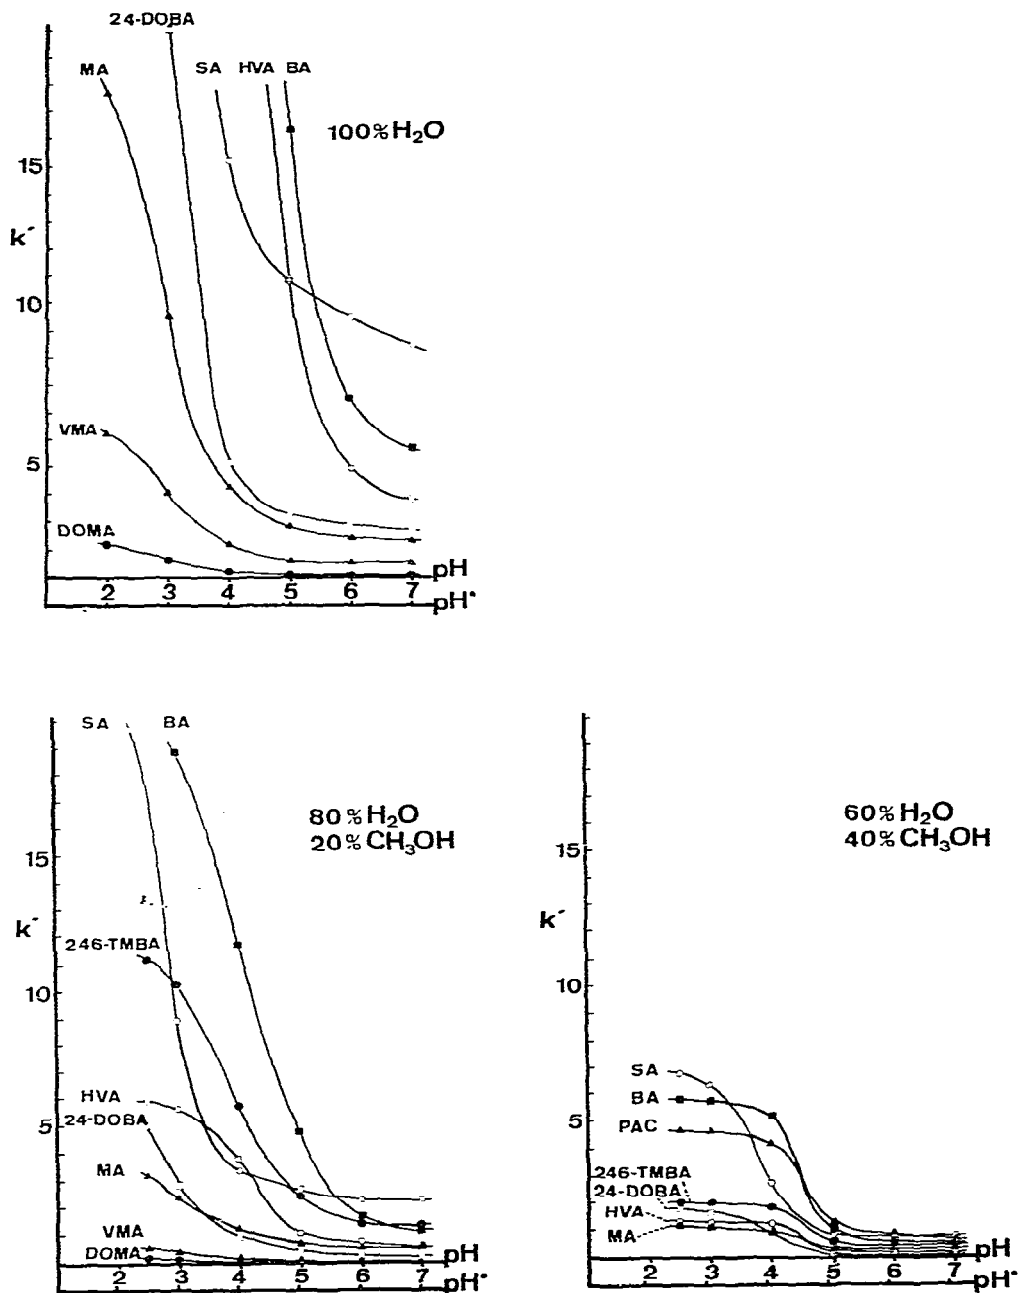 24-DOBA
MA SA HVA BA
100%H₂O
15
k´
10
VMA
5
DOMA
pH
2 3 4 5 6 7
pH*
SA BA
80%H₂O
20%CH₃OH
15
k´
246-TMBA
10
HVA
24-DOBA
5
MA
VMA
DOMA
pH
2 3 4 5 6 7
pH*
60%H₂O
40%CH₃OH
15
k´
10
SA
BA
5
PAC
246-TMBA
24-DOBA
HVA
MA
pH
2 3 4 5 6 7
pH*